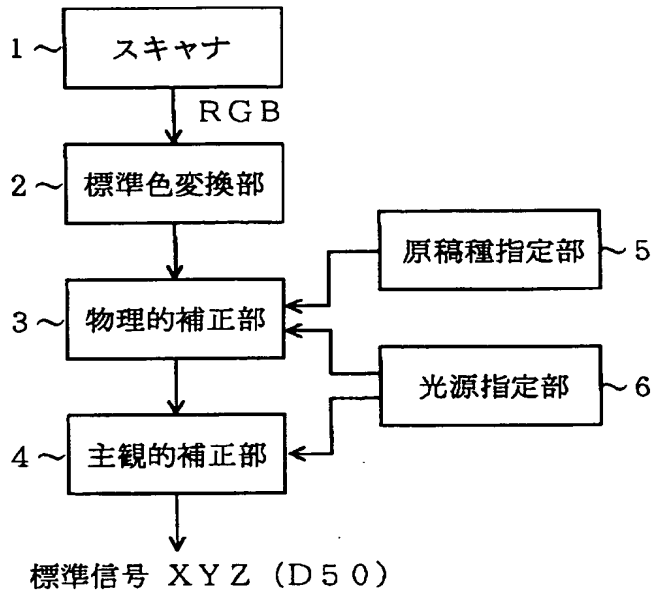 1～ スキャナ
RGB
2～ 標準色変換部
原稿種指定部 ～5
3～ 物理的補正部
光源指定部 ～6
4～ 主観的補正部
標準信号 XYZ (D50)